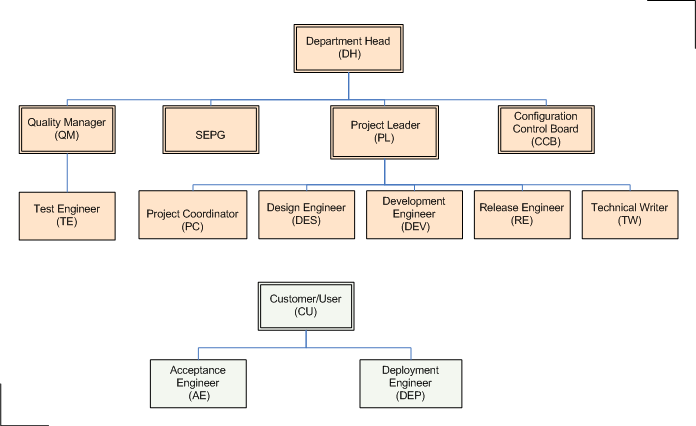 Department Head
(DH)
Quality Manager
(QM)
SEPG
Project Leader
(PL)
Configuration
Control Board
(CCB)
Test Engineer
(TE)
Project Coordinator
(PC)
Design Engineer
(DES)
Development
Engineer
(DEV)
Release Engineer
(RE)
Technical Writer
(TW)
Customer/User
(CU)
Acceptance
Engineer
(AE)
Deployment
Engineer
(DEP)